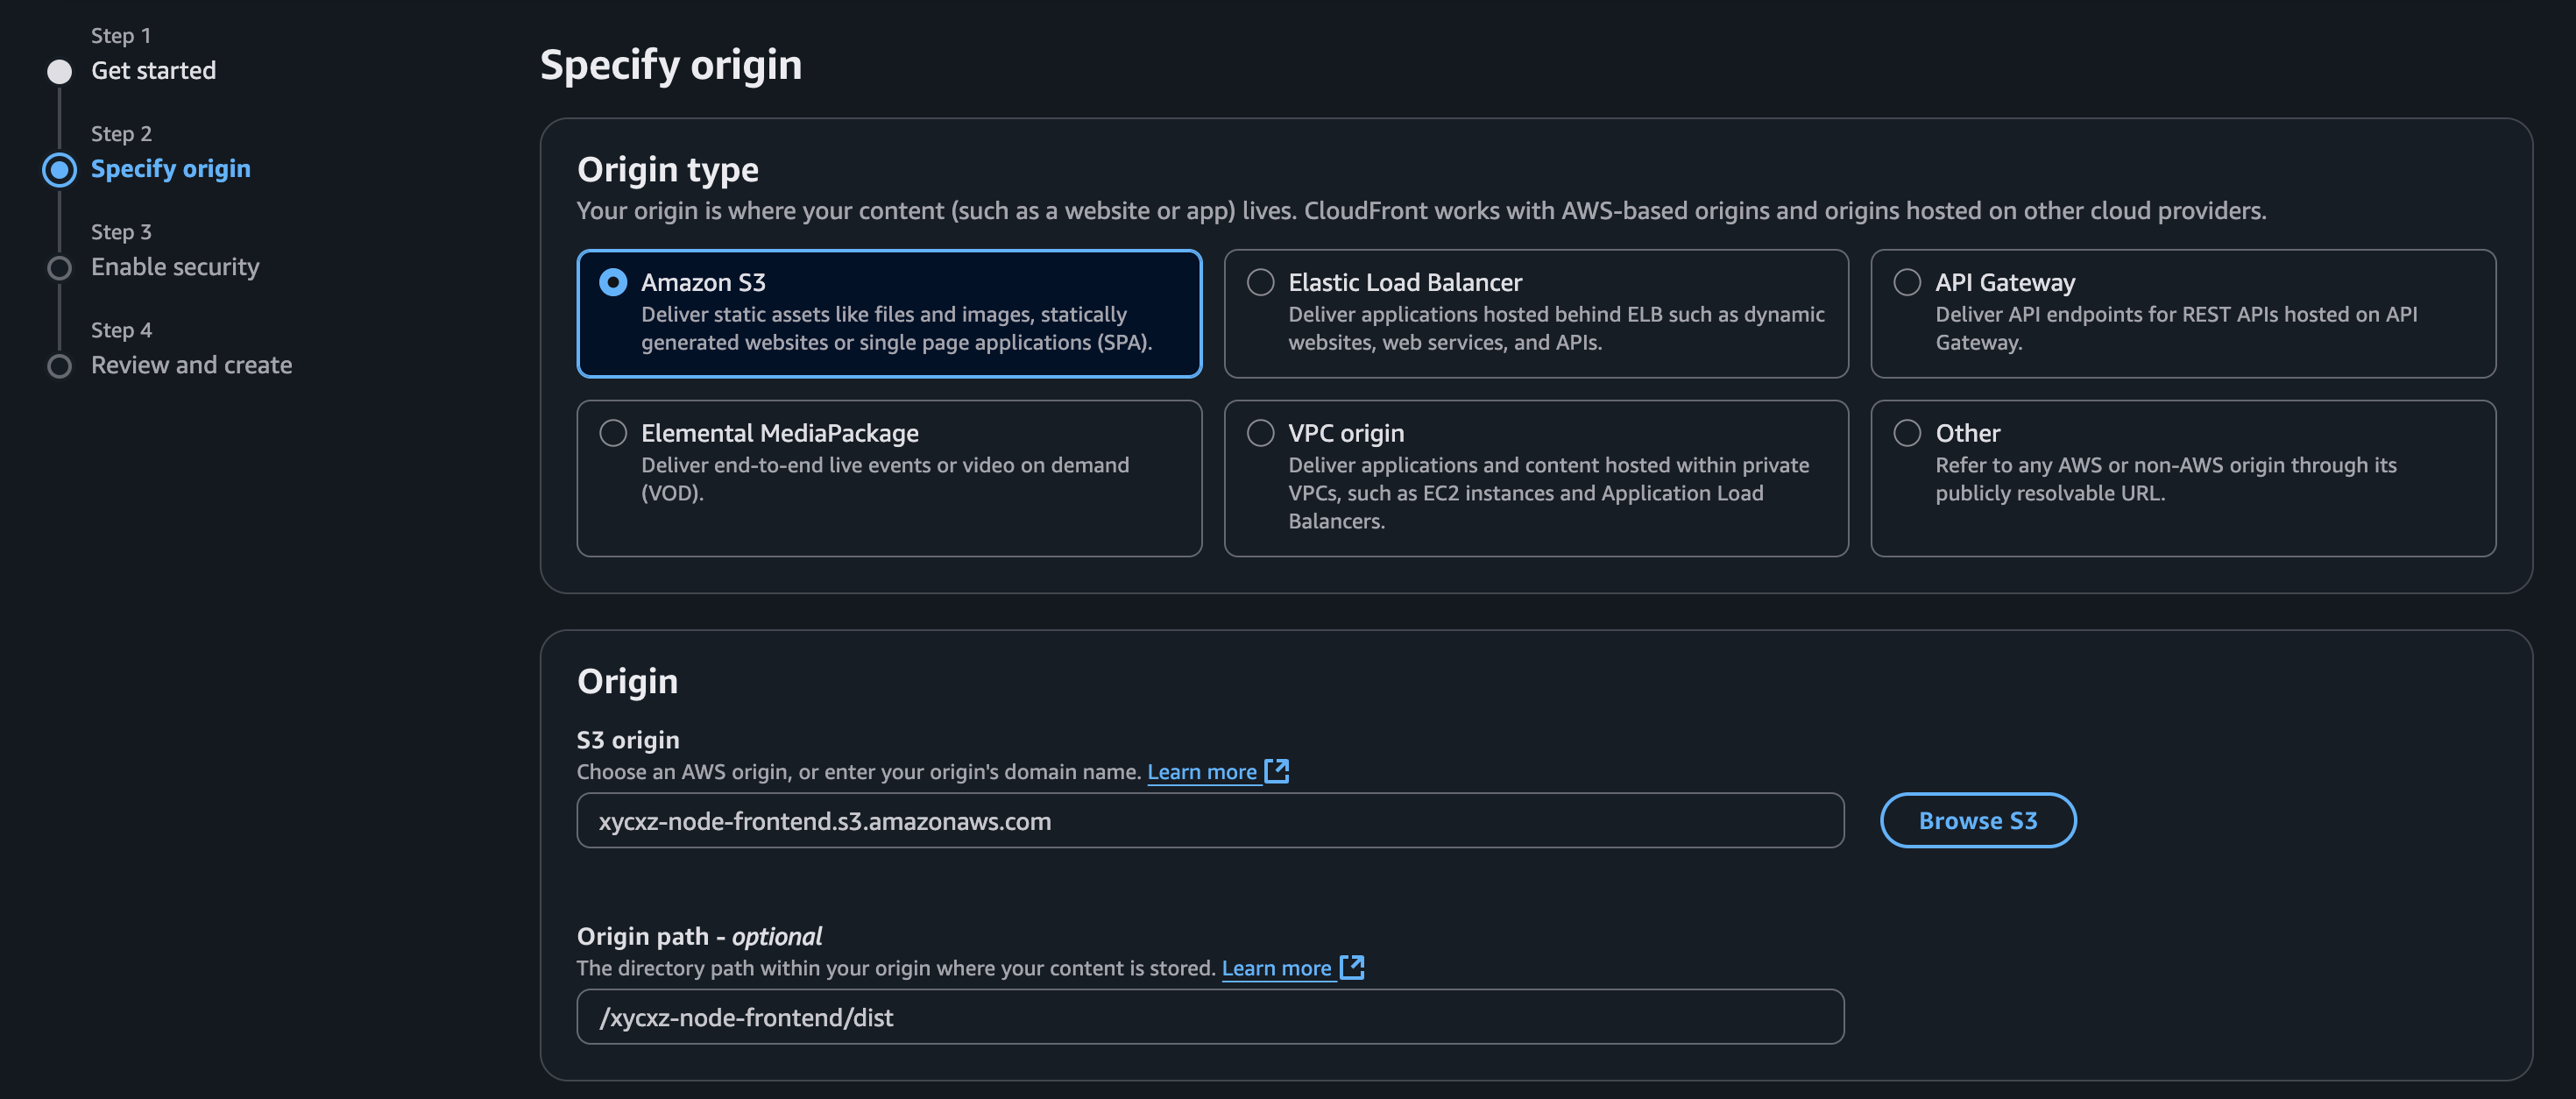 Step 1
Get started
Step 2
Specify origin
Step 3
Enable security
Step 4
Review and create
Specify origin
Origin type
Your origin is where your content (such as a website or app) lives. CloudFront works with AWS-based origins and origins hosted on other cloud providers.
Amazon S3
Deliver static assets like files and images, statically
generated websites or single page applications (SPA).
Elastic Load Balancer
Deliver applications hosted behind ELB such as dynamic
websites, web services, and APIs.
API Gateway
Deliver API endpoints for REST APIs hosted on API
Gateway.
Elemental MediaPackage
Deliver end-to-end live events or video on demand
(VOD).
VPC origin
Deliver applications and content hosted within private
VPCs, such as EC2 instances and Application Load
Balancers.
Other
Refer to any AWS or non-AWS origin through its
publicly resolvable URL.
Origin
S3 origin
Choose an AWS origin, or enter your origin's domain name. Learn more
xycxz-node-frontend.s3.amazonaws.com
Browse S3
Origin path - optional
The directory path within your origin where your content is stored. Learn more
/xycxz-node-frontend/dist